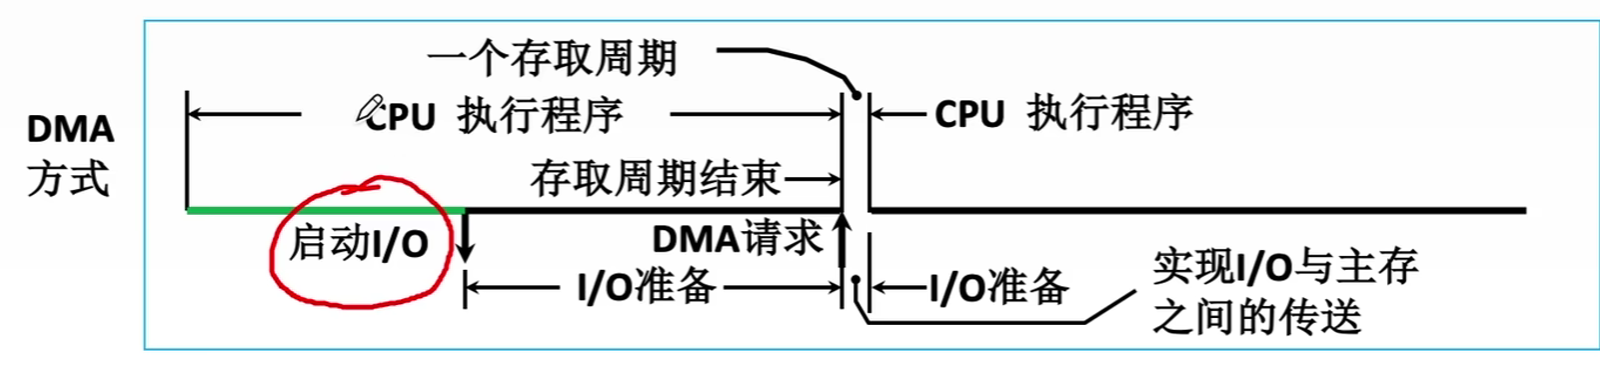 一个存取周期
CPU 执行程序
CPU 执行程序
DMA
方式
存取周期结束
启动I/O
DMA请求
I/O准备
I/O准备
实现I/O与主存
之间的传送